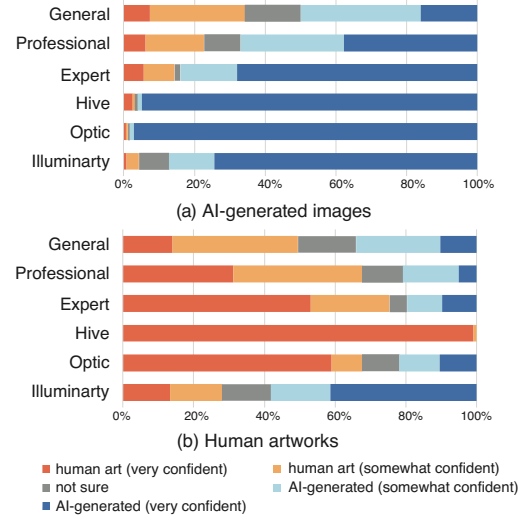 General
Professional
Expert
Hive
Optic
Illuminarty
0% 20% 40% 60% 80% 100%
(a) AI-generated images
General
Professional
Expert
Hive
Optic
Illuminarty
0% 20% 40% 60% 80% 100%
(b) Human artworks
human art (very confident) human art (somewhat confident)
not sure AI-generated (somewhat confident)
AI-generated (very confident)